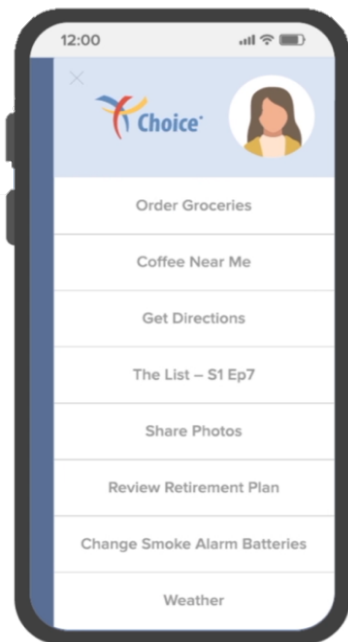 12:00
Choice
Order Groceries
Coffee Near Me
Get Directions
The List – S1 Ep7
Share Photos
Review Retirement Plan
Change Smoke Alarm Batteries
Weather